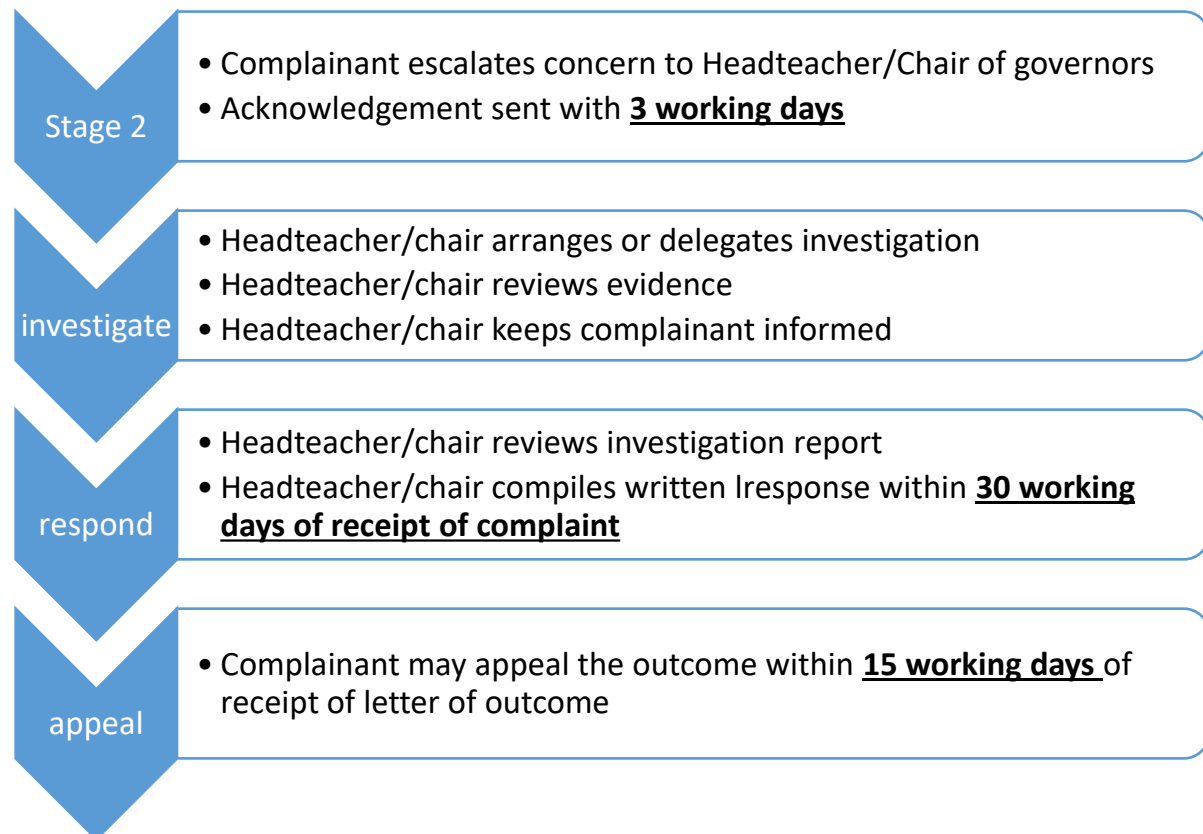 Stage 2
• Complainant escalates concern to Headteacher/Chair of governors
• Acknowledgement sent with 3 working days
investigate
• Headteacher/chair arranges or delegates investigation
• Headteacher/chair reviews evidence
• Headteacher/chair keeps complainant informed
respond
• Headteacher/chair reviews investigation report
• Headteacher/chair compiles written lresponse within 30 working
days of receipt of complaint
appeal
• Complainant may appeal the outcome within 15 working days of
receipt of letter of outcome